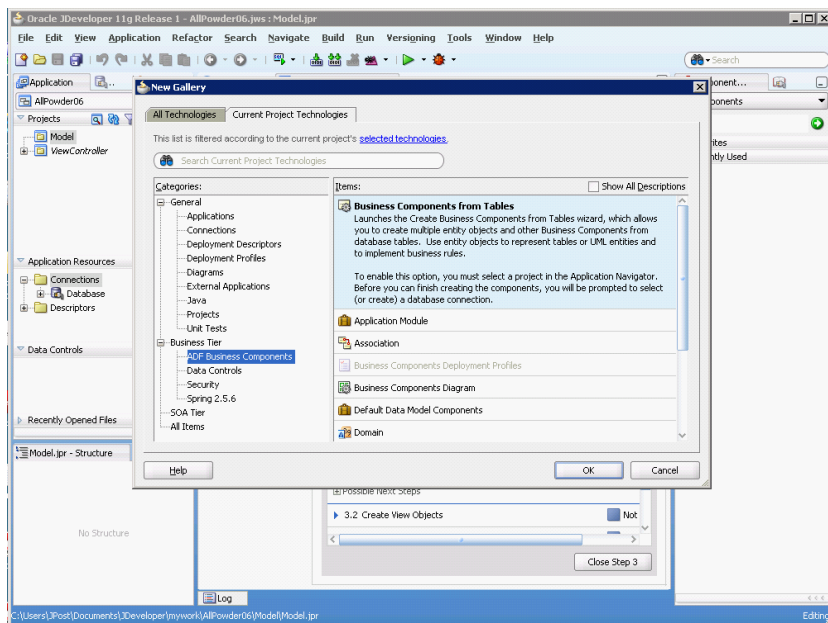 Oracle JDeveloper 11g Release 1 - AllPowder06.jws : Model.jpr
File Edit View Application Refactor Search Navigate Build Run Versioning Tools Window Help
Search
Application
AllPowder06
Projects
Model
ViewController
Application Resources
Connections
Database
Descriptors
Data Controls
Recently Opened Files
Model.jpr - Structure
No Structure
New Gallery
All Technologies
Current Project Technologies
This list is filtered according to the current project's selected technologies.
Search Current Project Technologies
Categories:
General
Applications
Connections
Deployment Descriptors
Deployment Profiles
Diagrams
External Applications
Java
Projects
Unit Tests
Business Tier
ADF Business Components
Data Controls
Security
Spring 2.5.6
SOA Tier
All Items
Items:
Show All Descriptions
Business Components from Tables
Launches the Create Business Components from Tables wizard, which allows
you to create multiple entity objects and other Business Components from
database tables. Use entity objects to represent tables or UML entities and
to implement business rules.
To enable this option, you must select a project in the Application Navigator.
Before you can finish creating the components, you will be prompted to select
(or create) a database connection.
Application Module
Association
Business Components Deployment Profiles
Business Components Diagram
Default Data Model Components
Domain
Help
OK
Cancel
onent...
ponents
ites
ntly Used
Possible Next Steps
3.2 Create View Objects
Not
Close Step 3
Log
C:\Users\JPost\Documents\JDeveloper\mywork\AllPowder06\Model\Model.jpr
Editing